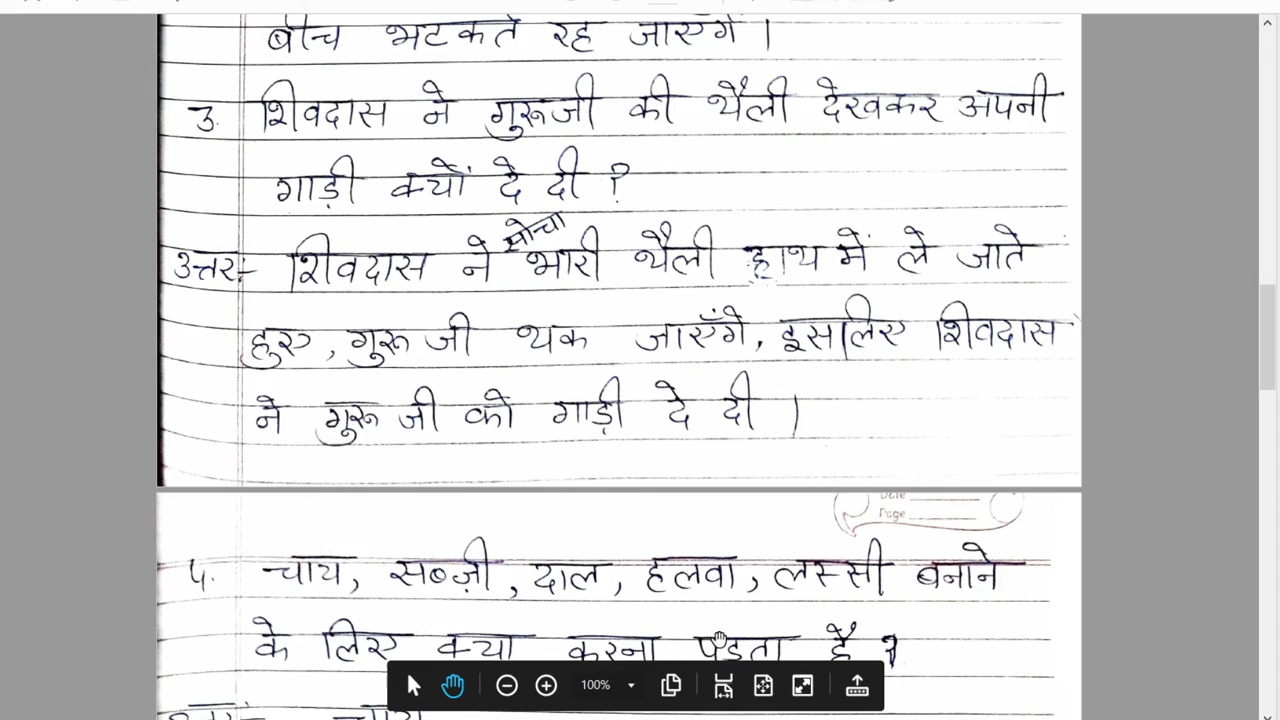 बीच भटकते रह जाएँगे।
3. शिवदास ने गुरूजी की थैली देखकर अपनी
गाड़ी क्यों दे दी ?
उत्तर:- शिवदास ने सोचा भारी थैली हाथ में ले जाते
हुए, गुरू जी थक जाएँगे, इसलिए शिवदास
ने गुरू जी को गाड़ी दे दी ।
Date
Page
4. चाय, सब्ज़ी, दाल, हलवा, लस्सी बनाने
के लिए क्या करना पड़ता है ?
100%
चाय